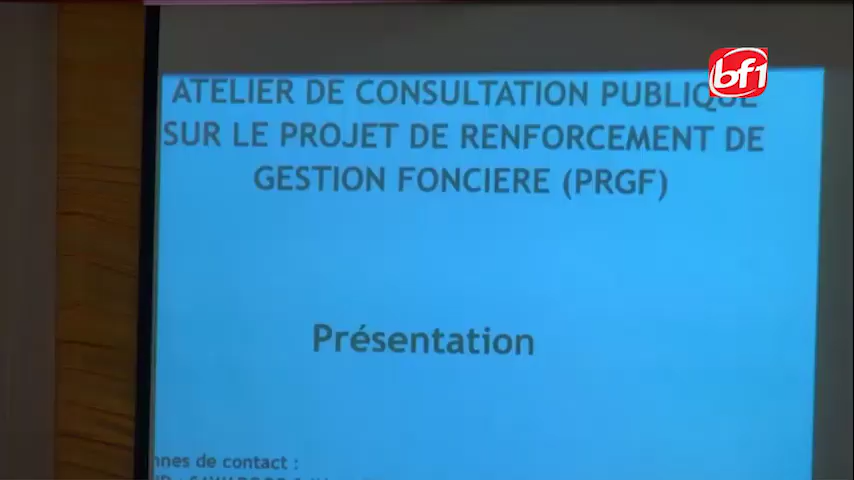 bf1
ATELIER DE CONSULTATION PUBLIQUE
SUR LE PROJET DE RENFORCEMENT DE
GESTION FONCIERE (PRGF)
Présentation
nnes de contact :